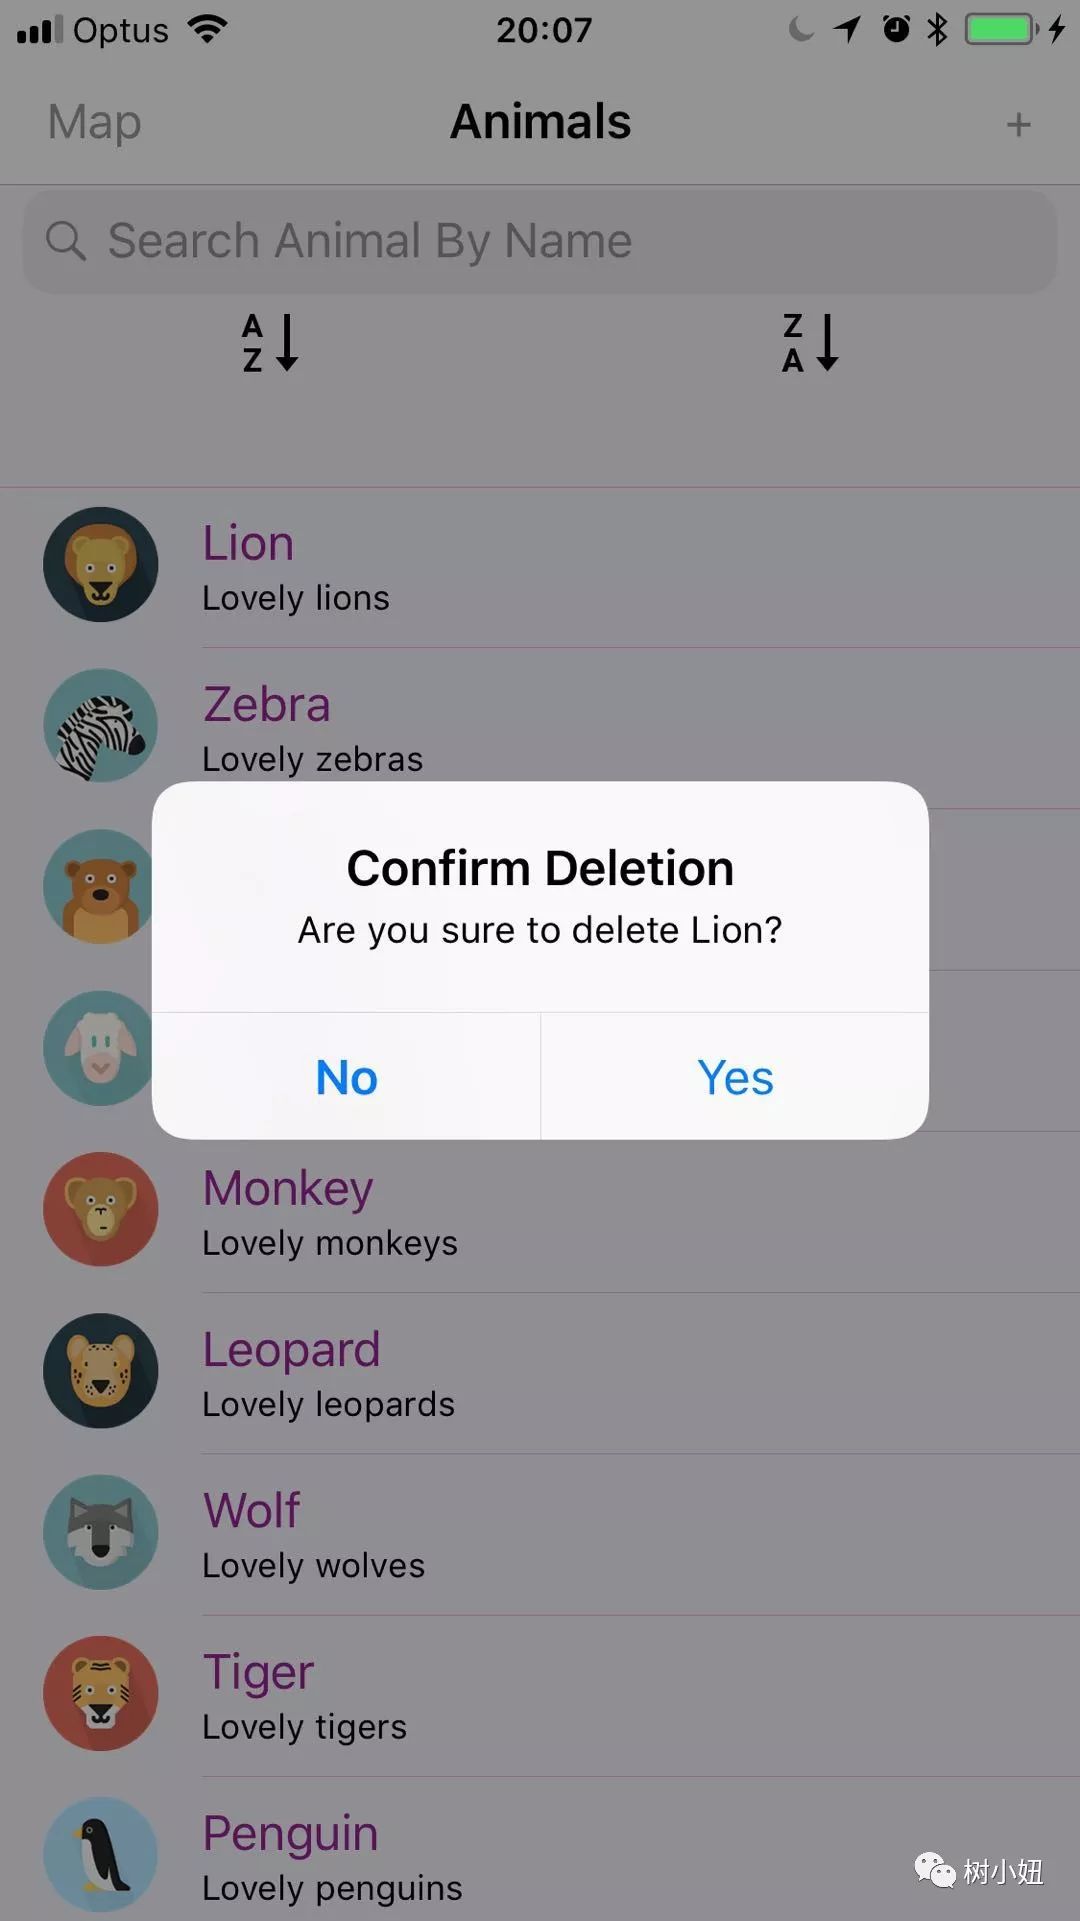 Optus
20:07
Map
Animals
+
Search Animal By Name
A
Z
Z
A
Lion
Lovely lions
Zebra
Lovely zebras
Confirm Deletion
Are you sure to delete Lion?
No
Yes
Monkey
Lovely monkeys
Leopard
Lovely leopards
Wolf
Lovely wolves
Tiger
Lovely tigers
Penguin
Lovely penguins
树小妞